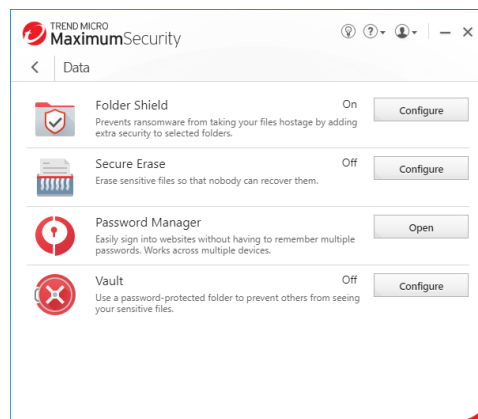 TREND MICRO
MaximumSecurity
Data
Folder Shield
On
Configure
Prevents ransomware from taking your files hostage by adding
extra security to selected folders.
Secure Erase
Off
Configure
Erase sensitive files so that nobody can recover them.
Password Manager
Open
Easily sign into websites without having to remember multiple
passwords. Works across multiple devices.
Vault
Off
Configure
Use a password-protected folder to prevent others from seeing
your sensitive files.